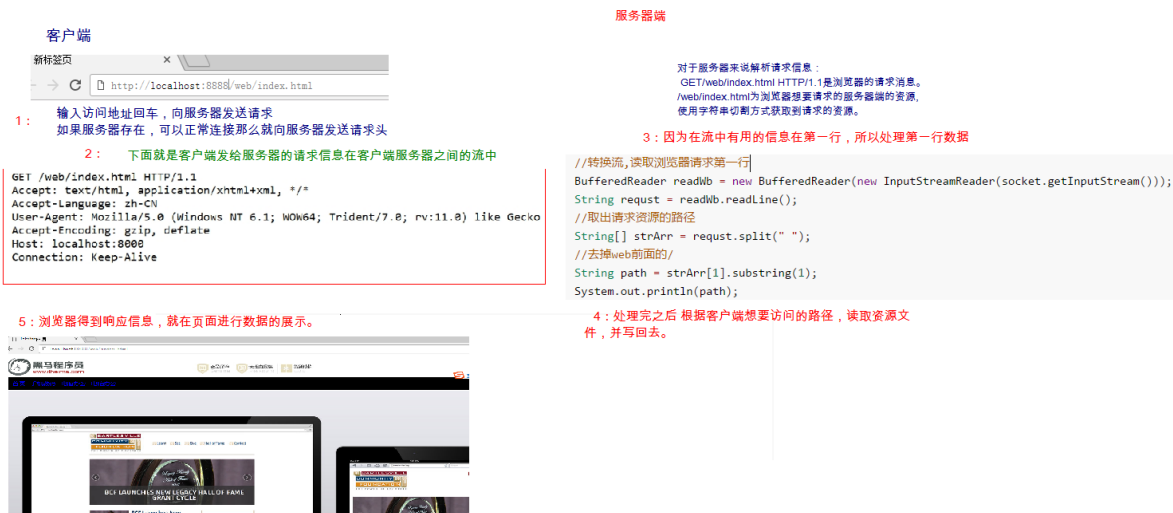 服务器端
客户端
新标签页
http://localhost:8888/web/index.html
1：
输入访问地址回车，向服务器发送请求
如果服务器存在，可以正常连接那么就向服务器发送请求头
2：
下面就是客户端发给服务器的请求信息在客户端服务器之间的流中
GET /web/index.html HTTP/1.1
Accept: text/html, application/xhtml+xml, */*
Accept-Language: zh-CN
User-Agent: Mozilla/5.0 (Windows NT 6.1; WOW64; Trident/7.0; rv:11.0) like Gecko
Accept-Encoding: gzip, deflate
Host: localhost:8000
Connection: Keep-Alive
对于服务器来说解析请求信息：
GET/web/index.html HTTP/1.1是浏览器的请求消息。
/web/index.html为浏览器想要请求的服务器端的资源,
使用字符串切割方式获取到请求的资源。
3：因为在流中有用的信息在第一行，所以处理第一行数据
//转换流,读取浏览器请求第一行
BufferedReader readWb = new BufferedReader(new InputStreamReader(socket.getInputStream()));
String requst = readWb.readLine();
//取出请求资源的路径
String[] strArr = requst.split(" ");
//去掉web前面的/
String path = strArr[1].substring(1);
System.out.println(path);
4：处理完之后 根据客户端想要访问的路径，读取资源文
件，并写回去。
5：浏览器得到响应信息，就在页面进行数据的展示。
黑马程序员
BCF LAUNCHES NEW LEGACY HALL OF FAME
GRANT CYCLE